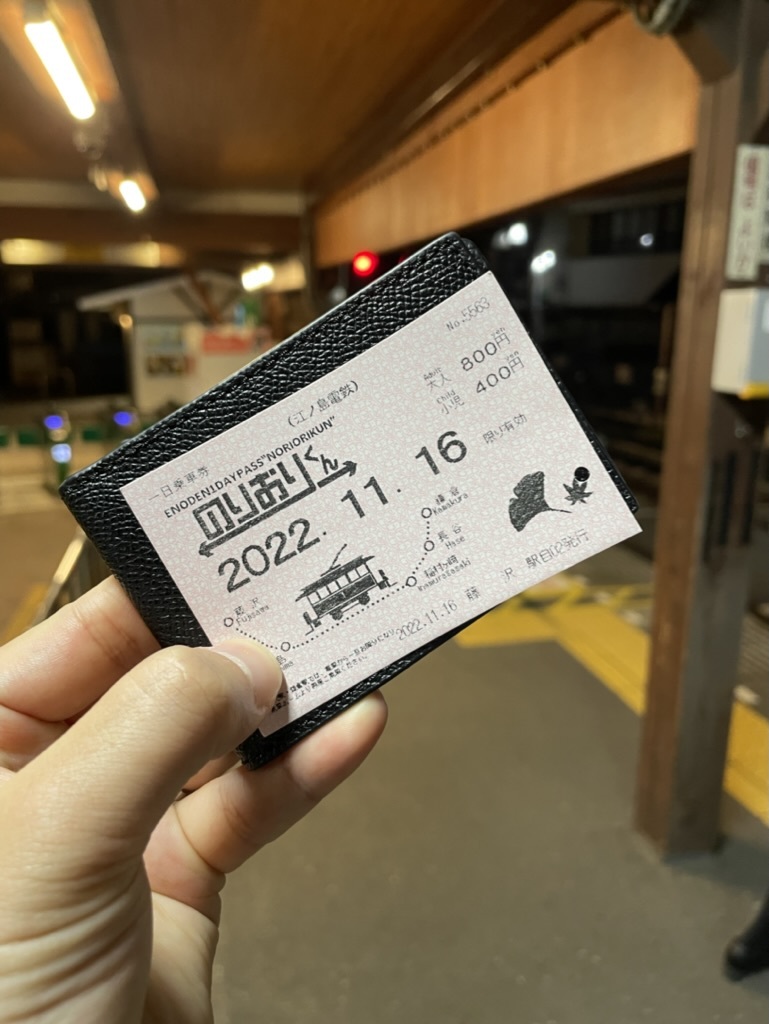 No.5563
(江ノ島電鉄)
大人 800円
小児 400円
一日乗車券
ENODEN1DAYPASS"NORIORIKUN"
のりおりくん
2022.11.16
限り有効
鎌倉
Kamakura
長谷
Hase
稲村ヶ崎
藤沢
Fujisawa
2022.11.16 藤 沢 駅自02発行